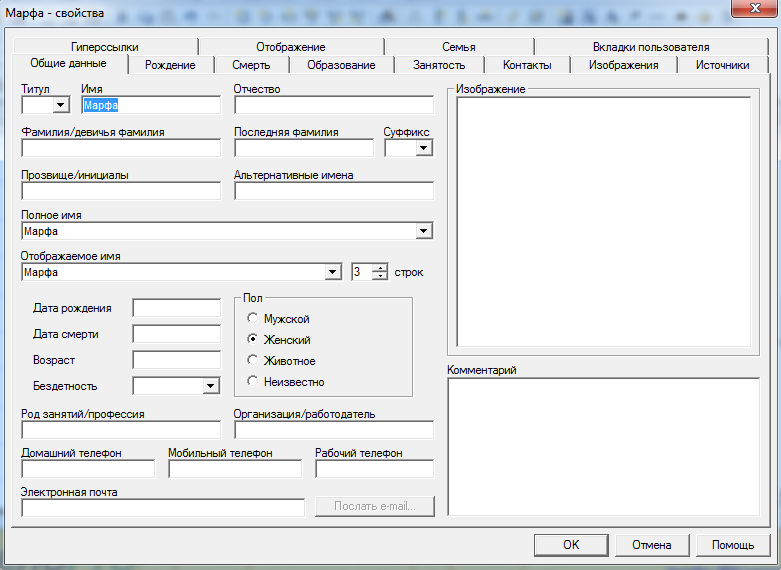 Марфа - свойства
Гиперссылки Отображение Семья Вкладки пользователя
Общие данные Рождение Смерть Образование Занятость Контакты Изображения Источники
Титул Имя Отчество Изображение
Марфа
Фамилия/девичья фамилия Последняя фамилия Суффикс
Прозвище/инициалы Альтернативные имена
Полное имя
Марфа
Отображаемое имя
Марфа 3 строк
Пол
Дата рождения Мужской
Дата смерти Женский
Возраст Животное
Бездетность Неизвестно
Комментарий
Род занятий/профессия Организация/работодатель
Домашний телефон Мобильный телефон Рабочий телефон
Электронная почта
Послать e-mail...
OK Отмена Помощь